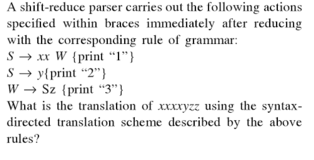 A shift-reduce parser carries out the following actions
specified within braces immediately after reducing
with the corresponding rule of grammar:
S → xx W {print “1”}
S → y{print “2”}
W → Sz {print “3”}
What is the translation of xxxxyzz using the syntax-
directed translation scheme described by the above
rules?